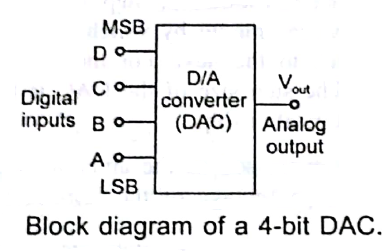 MSB
D
C
Digital
inputs
B
A
LSB
D/A
converter
(DAC)
Vout
Analog
output
Block diagram of a 4-bit DAC.